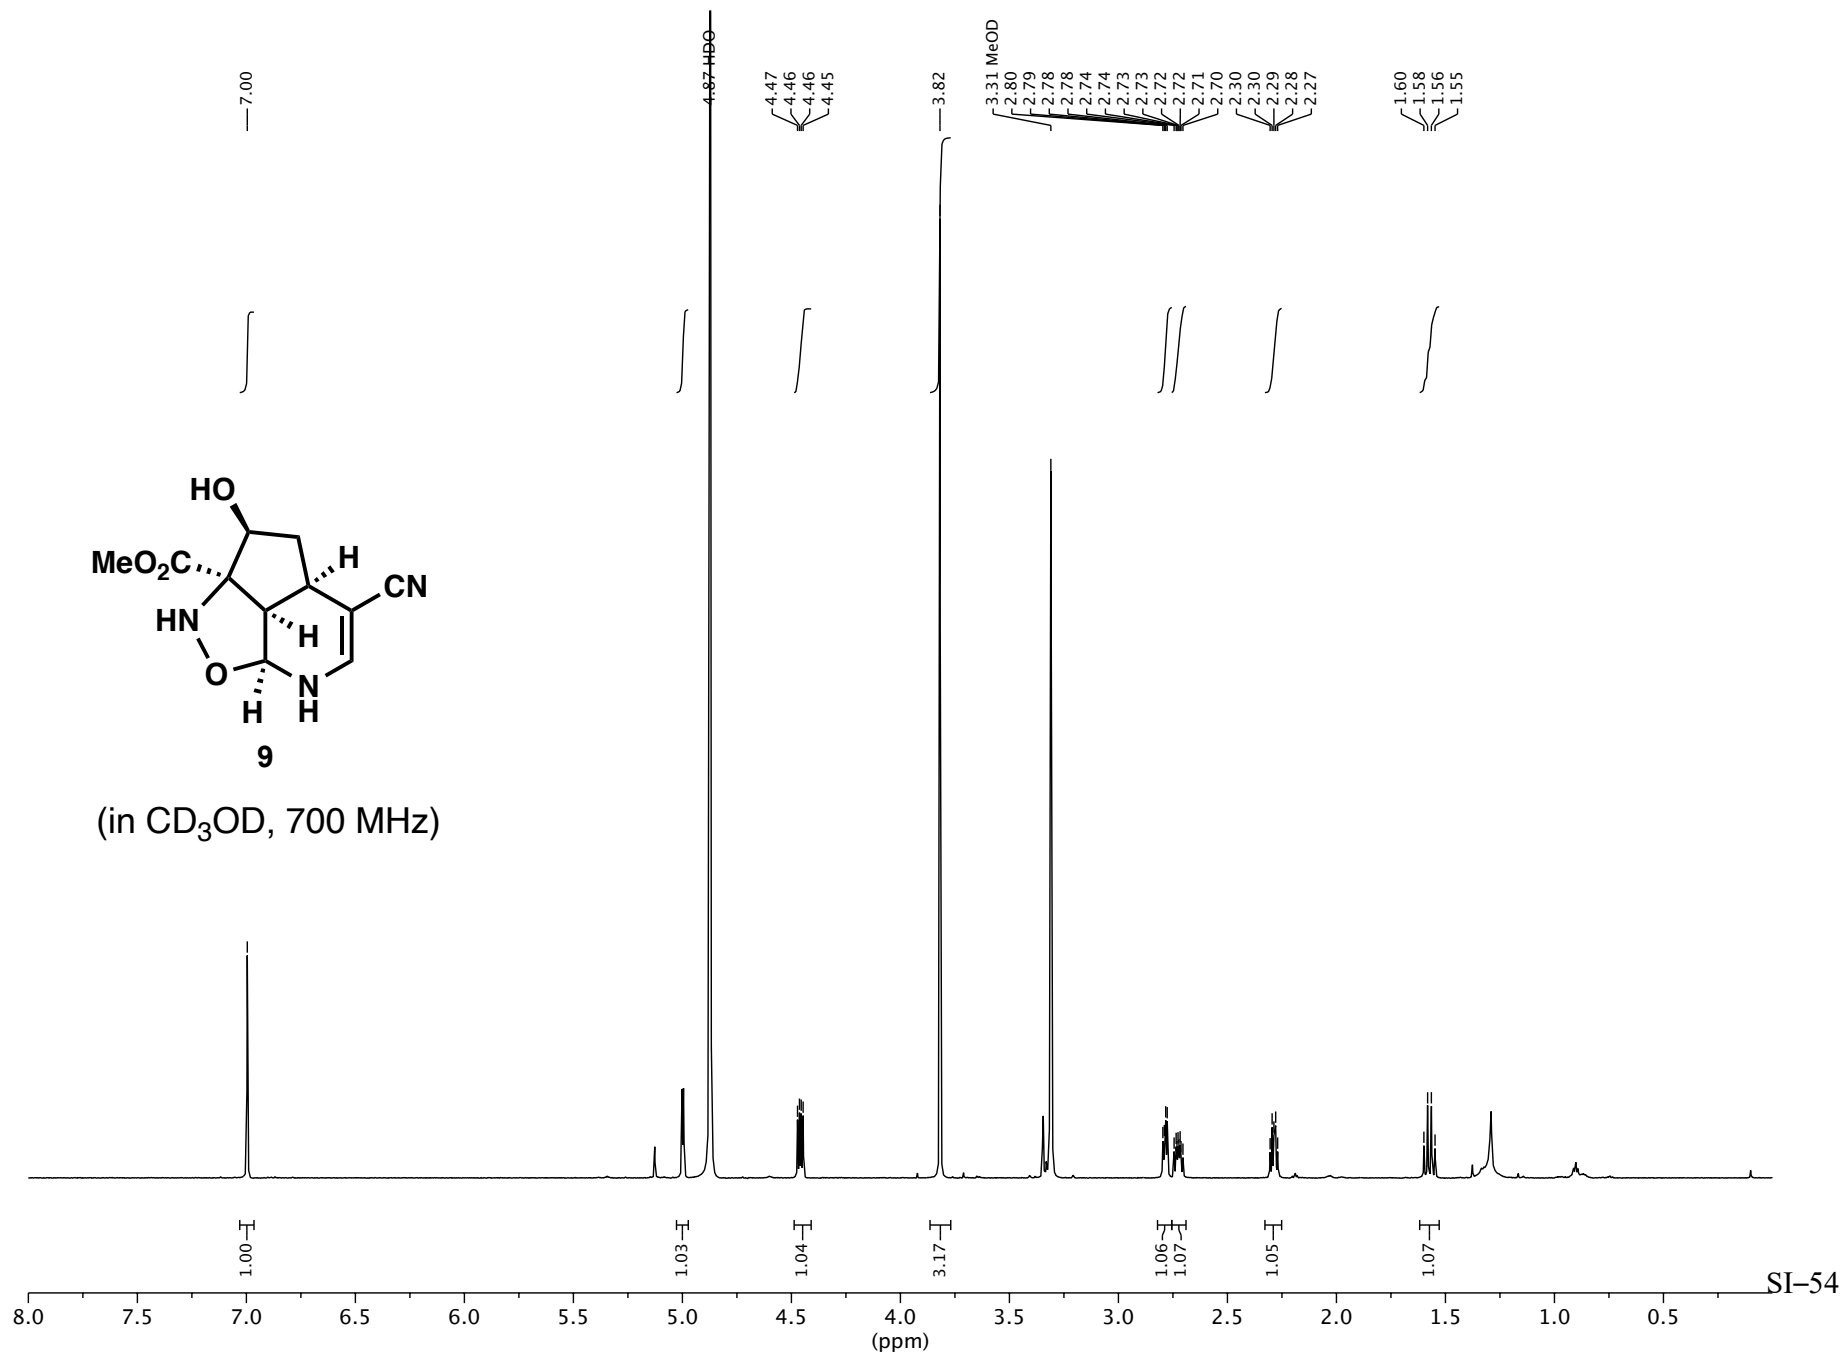 7.00
4.87 HDO
4.47
4.46
4.46
4.45
3.82
3.31 MeOD
2.80
2.79
2.78
2.78
2.74
2.74
2.73
2.73
2.72
2.72
2.71
2.70
2.30
2.30
2.29
2.28
2.27
1.60
1.58
1.56
1.55
HO
MeO₂C
H
CN
HN
H
O
N
H
H
9
(in CD₃OD, 700 MHz)
1.00
1.03
1.04
3.17
1.06
1.07
1.05
1.07
SI–54
8.0 7.5 7.0 6.5 6.0 5.5 5.0 4.5 4.0 3.5 3.0 2.5 2.0 1.5 1.0 0.5
(ppm)